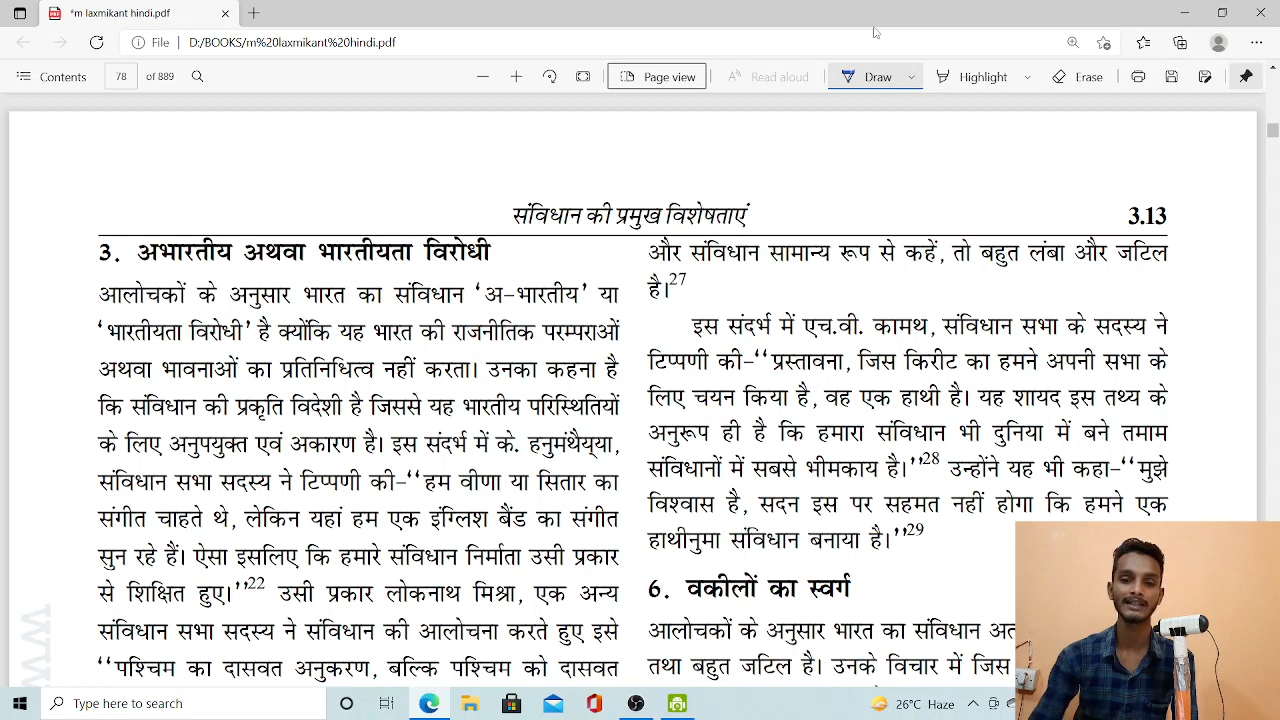 *m laxmikant hindi.pdf
File D:/BOOKS/m%20laxmikant%20hindi.pdf
Contents 78 of 889 Page view Read aloud Draw Highlight Erase
संविधान की प्रमुख विशेषताएं 3.13
3. अभारतीय अथवा भारतीयता विरोधी
आलोचकों के अनुसार भारत का संविधान ‘अ-भारतीय’ या
‘भारतीयता विरोधी’ है क्योंकि यह भारत की राजनीतिक परम्पराओं
अथवा भावनाओं का प्रतिनिधित्व नहीं करता। उनका कहना है
कि संविधान की प्रकृति विदेशी है जिससे यह भारतीय परिस्थितियों
के लिए अनुपयुक्त एवं अकारण है। इस संदर्भ में के. हनुमंथैय्या,
संविधान सभा सदस्य ने टिप्पणी की-‘‘हम वीणा या सितार का
संगीत चाहते थे, लेकिन यहां हम एक इंग्लिश बैंड का संगीत
सुन रहे हैं। ऐसा इसलिए कि हमारे संविधान निर्माता उसी प्रकार
से शिक्षित हुए।’’22 उसी प्रकार लोकनाथ मिश्रा, एक अन्य
संविधान सभा सदस्य ने संविधान की आलोचना करते हुए इसे
‘‘पश्चिम का दासवत अनुकरण, बल्कि पश्चिम को दासवत
और संविधान सामान्य रूप से कहें, तो बहुत लंबा और जटिल
है।27
इस संदर्भ में एच.वी. कामथ, संविधान सभा के सदस्य ने
टिप्पणी की-‘‘प्रस्तावना, जिस किरीट का हमने अपनी सभा के
लिए चयन किया है, वह एक हाथी है। यह शायद इस तथ्य के
अनुरूप ही है कि हमारा संविधान भी दुनिया में बने तमाम
संविधानों में सबसे भीमकाय है।’’28 उन्होंने यह भी कहा-‘‘मुझे
विश्वास है, सदन इस पर सहमत नहीं होगा कि हमने एक
हाथीनुमा संविधान बनाया है।’’29
6. वकीलों का स्वर्ग
आलोचकों के अनुसार भारत का संविधान
तथा बहुत जटिल है। उनके विचार में जिस
Type here to search 26°C Haze